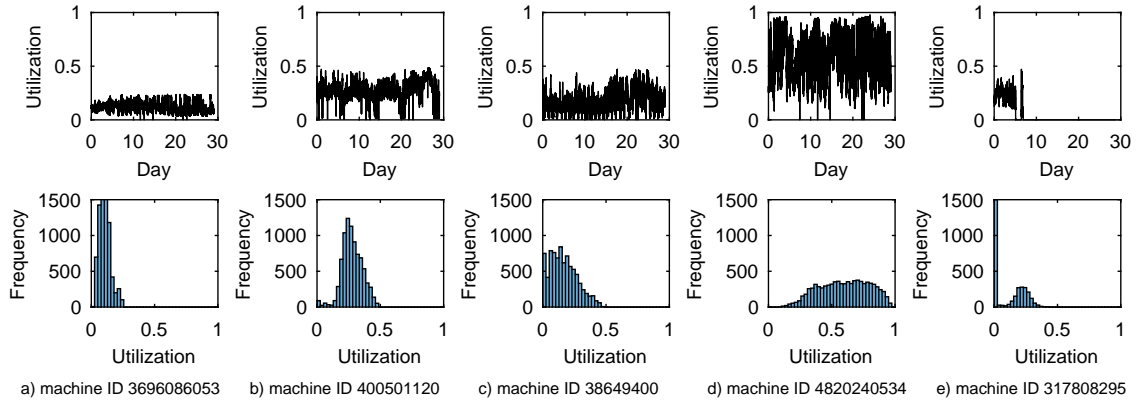 1
0.5
0
0 10 20 30
Utilization
Day
1
0.5
0
0 10 20 30
Utilization
Day
1
0.5
0
0 10 20 30
Utilization
Day
1
0.5
0
0 10 20 30
Utilization
Day
1
0.5
0
0 10 20 30
Utilization
Day
1500
1000
500
0
0 0.5 1
Frequency
Utilization
1500
1000
500
0
0 0.5 1
Frequency
Utilization
1500
1000
500
0
0 0.5 1
Frequency
Utilization
1500
1000
500
0
0 0.5 1
Frequency
Utilization
1500
1000
500
0
0 0.5 1
Frequency
Utilization
a) machine ID 3696086053
b) machine ID 400501120
c) machine ID 38649400
d) machine ID 4820240534
e) machine ID 317808295